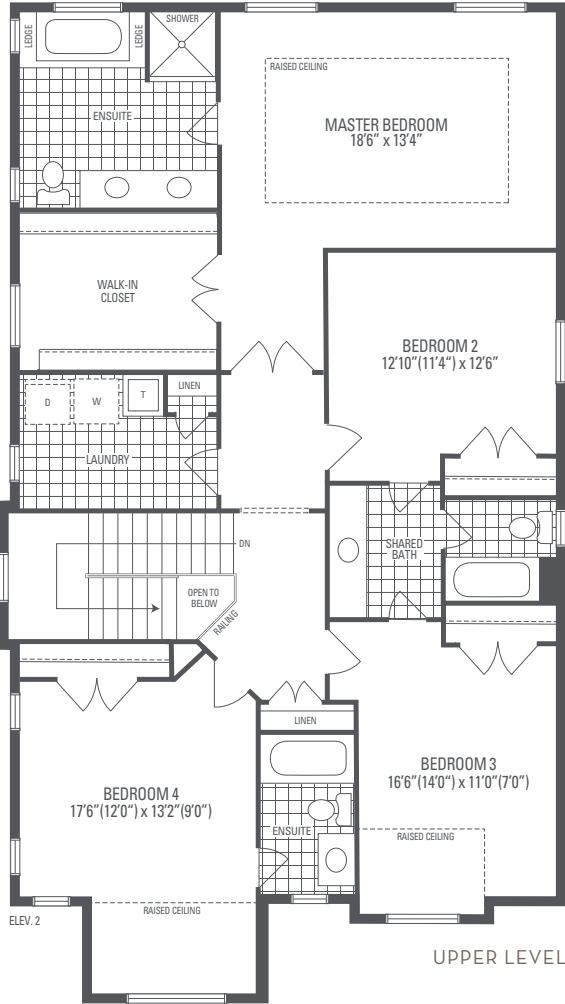 LEDGE
LEDGE
SHOWER
RAISED CEILING
ENSUITE
MASTER BEDROOM
18'6" x 13'4"
WALK-IN
CLOSET
BEDROOM 2
12'10"(11'4") x 12'6"
D
W
T
LINEN
LAUNDRY
DN
SHARED
BATH
OPEN TO
BELOW
RAILING
LINEN
BEDROOM 3
16'6"(14'0") x 11'0"(7'0")
BEDROOM 4
17'6"(12'0") x 13'2"(9'0")
ENSUITE
RAISED CEILING
RAISED CEILING
ELEV. 2
UPPER LEVEL